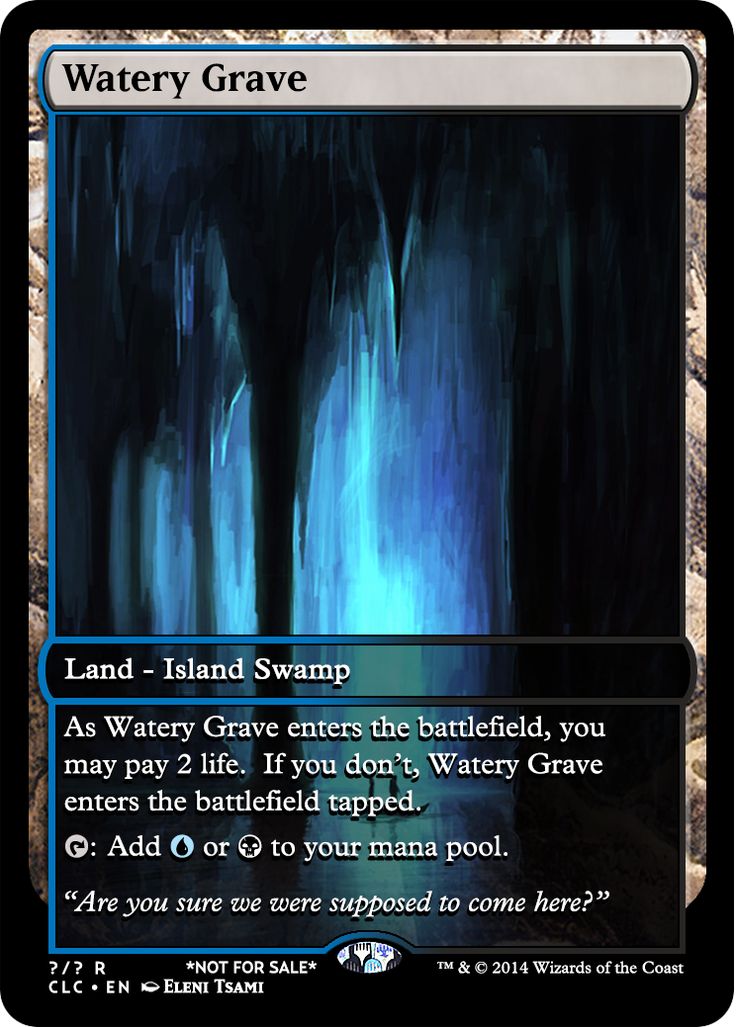 Watery Grave
Land - Island Swamp
As Watery Grave enters the battlefield, you
may pay 2 life.  If you don't, Watery Grave
enters the battlefield tapped.
: Add  or  to your mana pool.
“Are you sure we were supposed to come here?”
?/? R *NOT FOR SALE* ™ & © 2014 Wizards of the Coast
CLC • EN Eleni Tsami